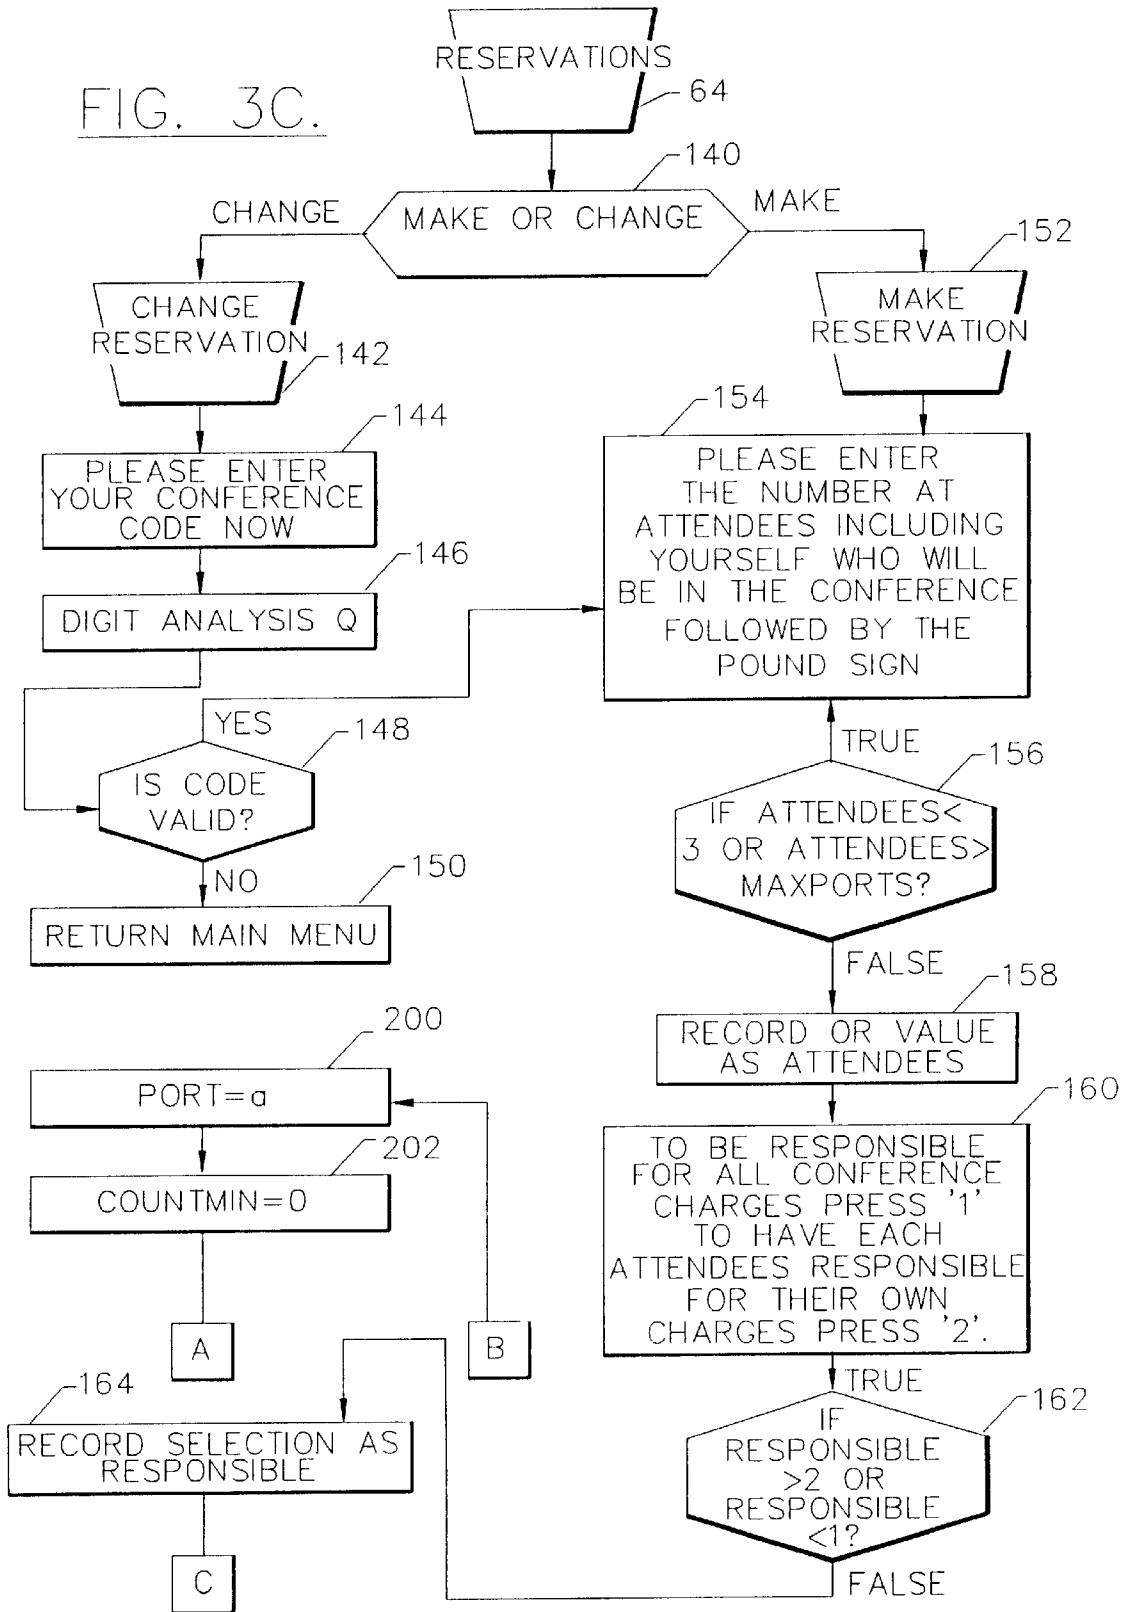 RESERVATIONS
64
FIG. 3C.
140
MAKE OR CHANGE
CHANGE
MAKE
152
CHANGE
RESERVATION
142
MAKE
RESERVATION
144
PLEASE ENTER
YOUR CONFERENCE
CODE NOW
154
PLEASE ENTER
THE NUMBER AT
ATTENDEES INCLUDING
YOURSELF WHO WILL
BE IN THE CONFERENCE
FOLLOWED BY THE
POUND SIGN
146
DIGIT ANALYSIS Q
YES
148
IS CODE
VALID?
NO
150
RETURN MAIN MENU
TRUE
156
IF ATTENDEES<
3 OR ATTENDEES>
MAXPORTS?
FALSE
158
RECORD OR VALUE
AS ATTENDEES
200
PORT=a
202
COUNTMIN=0
A
B
160
TO BE RESPONSIBLE
FOR ALL CONFERENCE
CHARGES PRESS '1'
TO HAVE EACH
ATTENDEES RESPONSIBLE
FOR THEIR OWN
CHARGES PRESS '2'.
TRUE
162
IF
RESPONSIBLE
>2 OR
RESPONSIBLE
<1?
FALSE
164
RECORD SELECTION AS
RESPONSIBLE
C